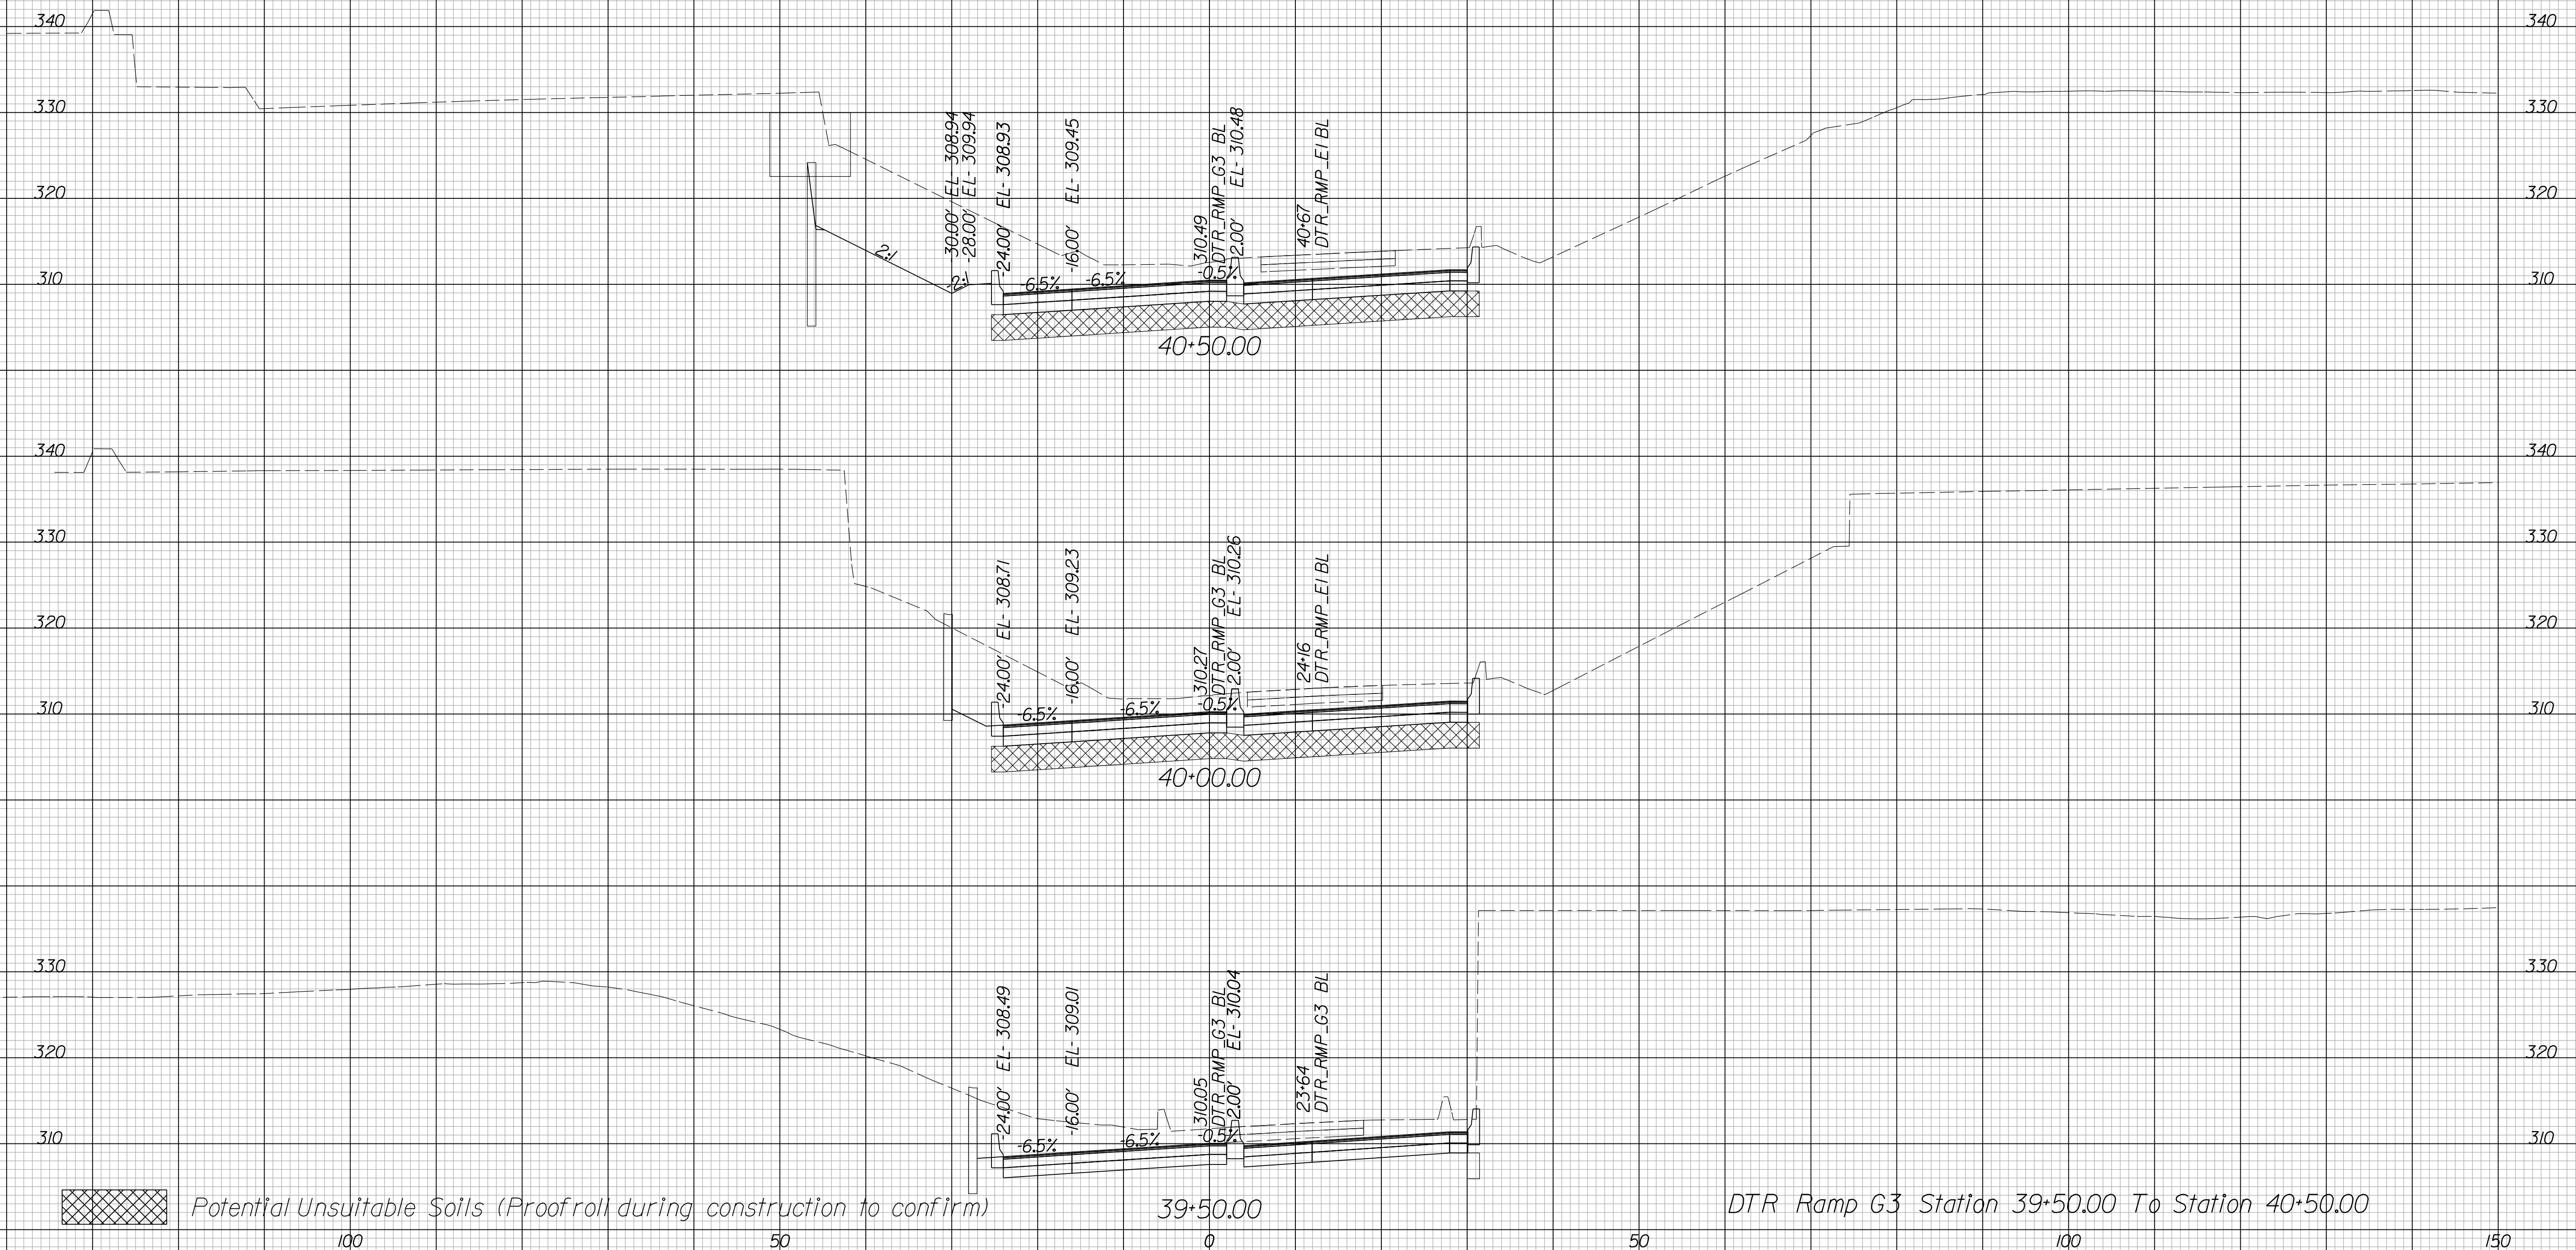 340 340
330 330
320 320
310 310
-30.00' EL- 308.94
-28.00' EL- 309.94
-24.00' EL- 308.93
-16.00' EL- 309.45
310.49
DTR_RMP_G3 BL
2.00' EL- 310.48
40+67
DTR_RMP_E1 BL
2:1
-2:1
-6.5%
-6.5%
-0.5%
40+50.00
340 340
330 330
320 320
310 310
-24.00' EL- 308.71
-16.00' EL- 309.23
310.27
DTR_RMP_G3 BL
2.00' EL- 310.26
24+16
DTR_RMP_E1 BL
-6.5%
-6.5%
-0.5%
40+00.00
330 330
320 320
310 310
-24.00' EL- 308.49
-16.00' EL- 309.01
310.05
DTR_RMP_G3 BL
2.00' EL- 310.04
23+64
DTR_RMP_G3 BL
-6.5%
-6.5%
-0.5%
39+50.00
Potential Unsuitable Soils (Proofroll during construction to confirm)
DTR Ramp G3 Station 39+50.00 To Station 40+50.00
100 50 0 50 100 150